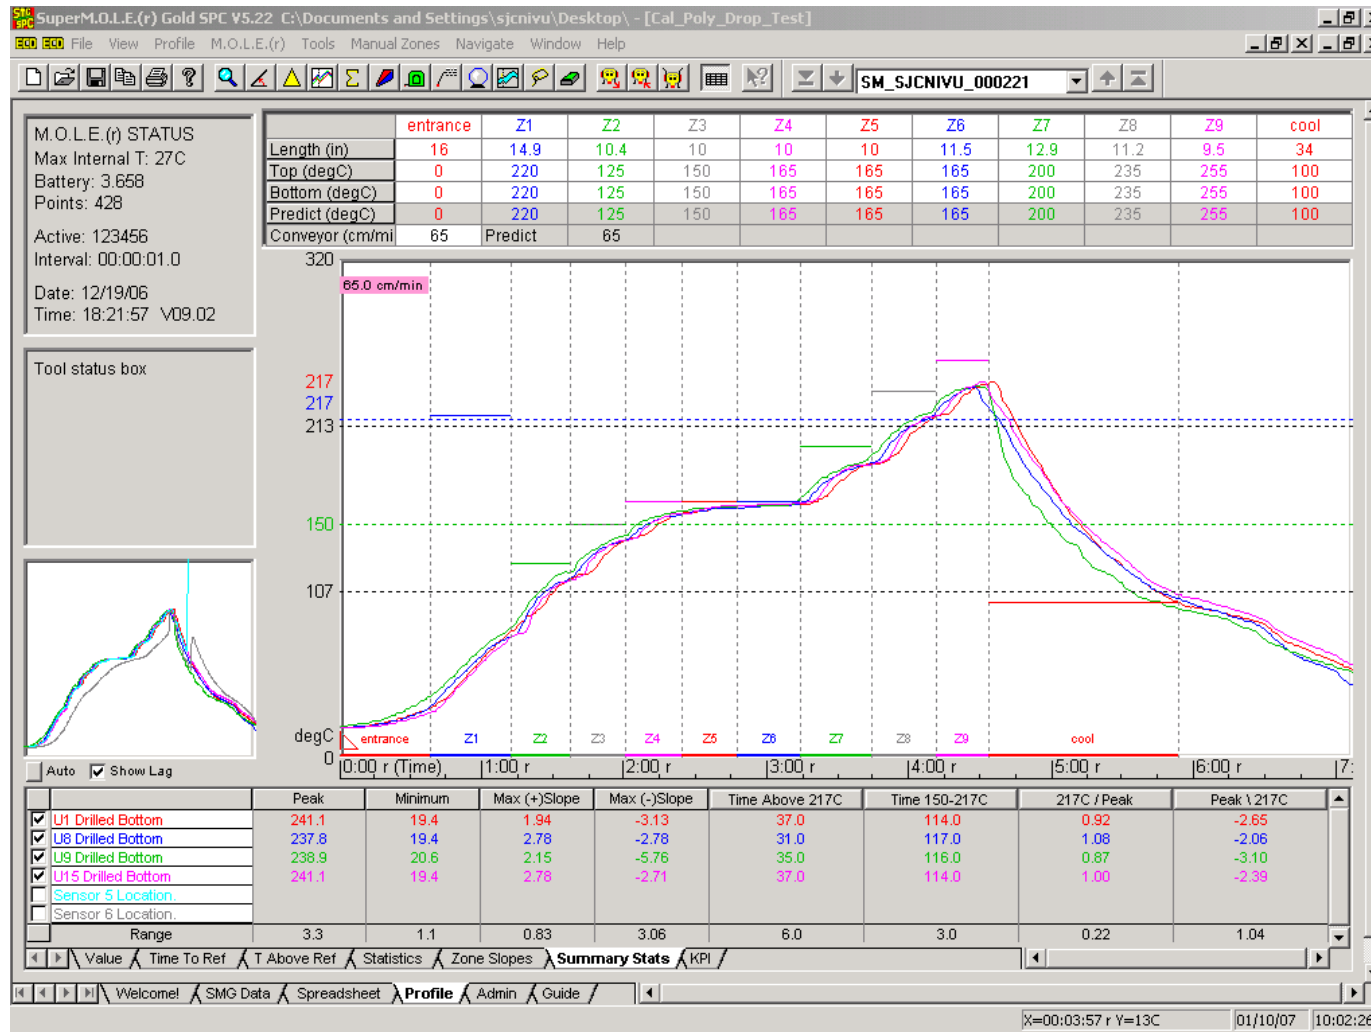 SuperM.O.L.E.(r) Gold SPC V5.22 C:\Documents and Settings\sjcnivu\Desktop\ - [Cal_Poly_Drop_Test]
ECO ECO File View Profile M.O.L.E.(r) Tools Manual Zones Navigate Window Help
SM_SJCNIVU_000221
M.O.L.E.(r) STATUS
Max Internal T: 27C
Battery: 3.658
Points: 428
Active: 123456
Interval: 00:00:01.0
Date: 12/19/06
Time: 18:21:57 V09.02
Tool status box
Auto Show Lag
entrance Z1 Z2 Z3 Z4 Z5 Z6 Z7 Z8 Z9 cool
Length (in) 16 14.9 10.4 10 10 10 11.5 12.9 11.2 9.5 34
Top (degC) 0 220 125 150 165 165 165 200 235 255 100
Bottom (degC) 0 220 125 150 165 165 165 200 235 255 100
Predict (degC) 0 220 125 150 165 165 165 200 235 255 100
Conveyor (cm/mi 65 Predict 65
320
65.0 cm/min
217
217
213
150
107
degC
0
entrance Z1 Z2 Z3 Z4 Z5 Z6 Z7 Z8 Z9 cool
0:00 r (Time) 1:00 r 2:00 r 3:00 r 4:00 r 5:00 r 6:00 r 7:
Peak Minimum Max (+)Slope Max (-)Slope Time Above 217C Time 150-217C 217C / Peak Peak \ 217C
U1 Drilled Bottom 241.1 19.4 1.94 -3.13 37.0 114.0 0.92 -2.65
U8 Drilled Bottom 237.8 19.4 2.78 -2.78 31.0 117.0 1.08 -2.06
U9 Drilled Bottom 238.9 20.6 2.15 -5.76 35.0 116.0 0.87 -3.10
U15 Drilled Bottom 241.1 19.4 2.78 -2.71 37.0 114.0 1.00 -2.39
Sensor 5 Location.
Sensor 6 Location.
Range 3.3 1.1 0.83 3.06 6.0 3.0 0.22 1.04
Value Time To Ref T Above Ref Statistics Zone Slopes Summary Stats KPI
Welcome! SMG Data Spreadsheet Profile Admin Guide
X=00:03:57 r Y=13C 01/10/07 10:02:26